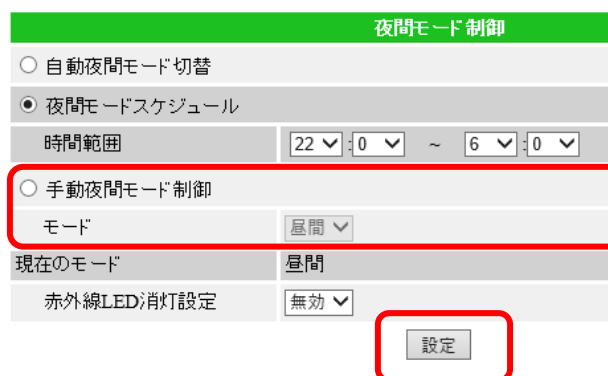 夜間モード制御
自動夜間モード切替
夜間モードスケジュール
時間範囲 22 :0 ~ 6 :0
手動夜間モード制御
モード 昼間
現在のモード 昼間
赤外線LED消灯設定 無効
設定